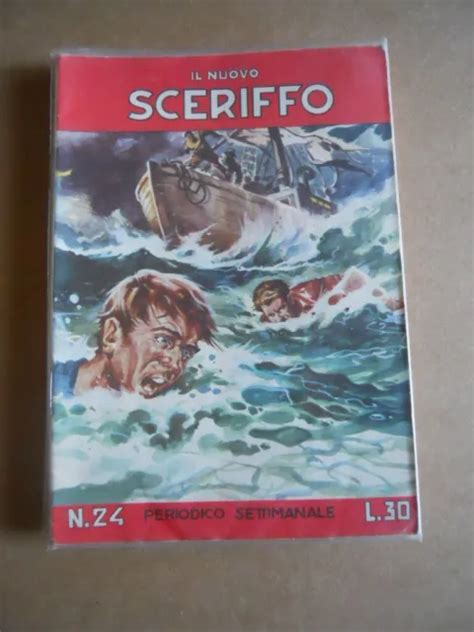 IL NUOVO
SCERIFFO
N.24 PERIODICO SETTIMANALE L.30